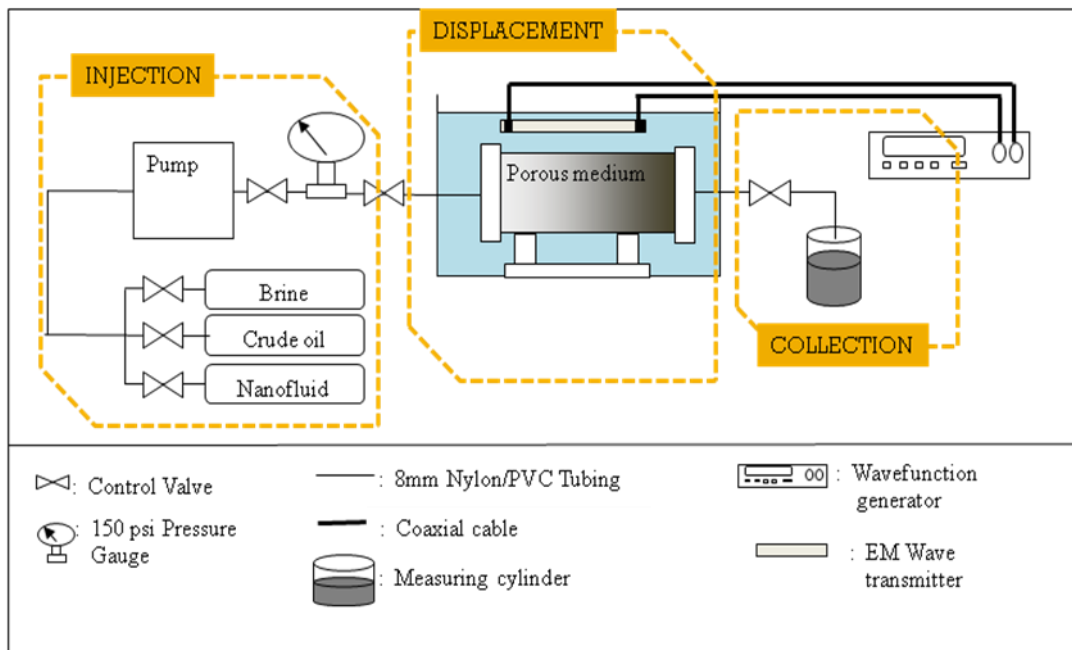 DISPLACEMENT
INJECTION
Pump
Porous medium
Brine
Crude oil
Nanofluid
COLLECTION
: Control Valve
: 150 psi Pressure
Gauge
: 8mm Nylon/PVC Tubing
: Coaxial cable
: Measuring cylinder
: Wavefunction
generator
: EM Wave
transmitter